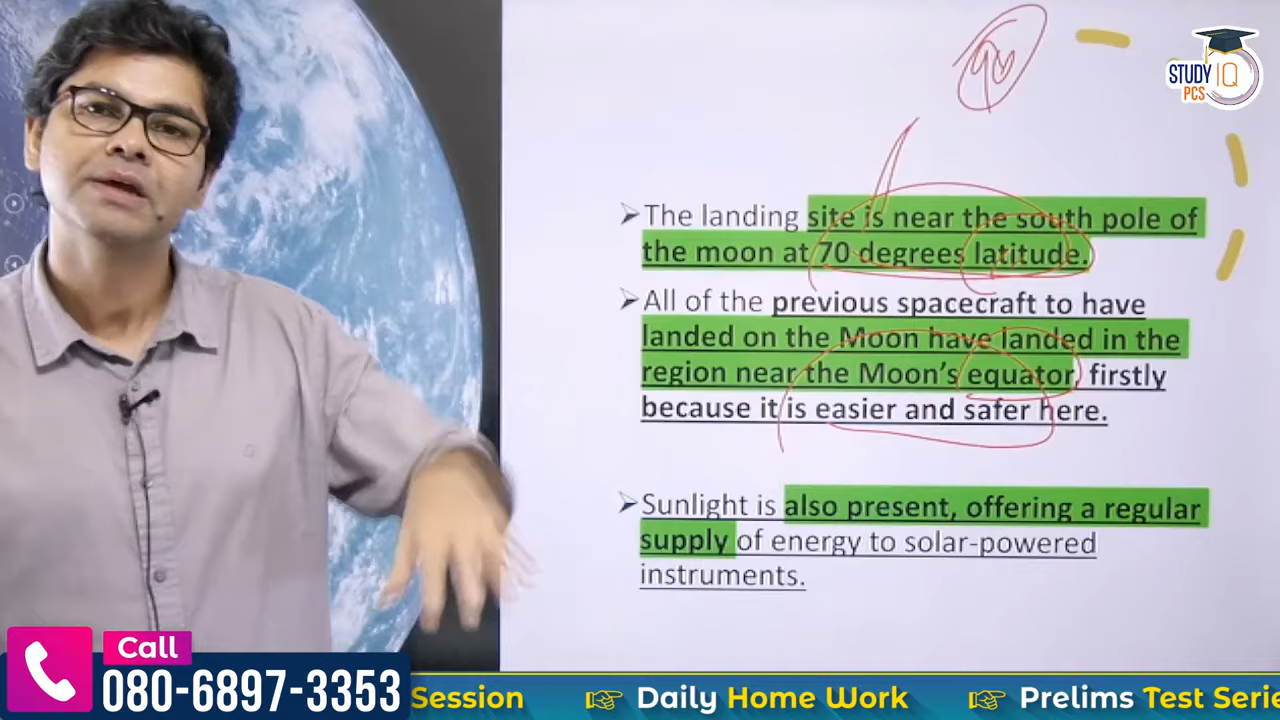 STUDY IQ
PCS
➢The landing site is near the south pole of
the moon at 70 degrees latitude.
➢All of the previous spacecraft to have
landed on the Moon have landed in the
region near the Moon's equator, firstly
because it is easier and safer here.
➢Sunlight is also present, offering a regular
supply of energy to solar-powered
instruments.
Call
080-6897-3353
Session
Daily Home Work
Prelims Test Serie